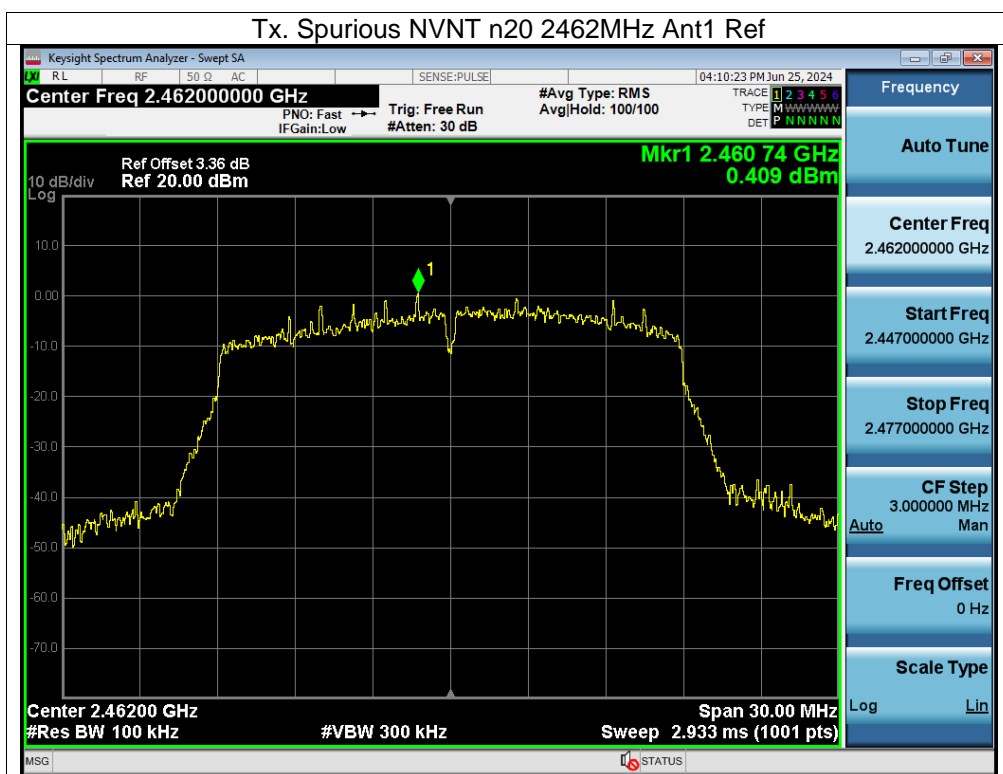 Tx. Spurious NVNT n20 2462MHz Ant1 Ref
Keysight Spectrum Analyzer - Swept SA
LXI RL RF 50 Ω AC SENSE:PULSE 04:10:23 PM Jun 25, 2024
Center Freq 2.462000000 GHz
PNO: Fast
IFGain:Low
Trig: Free Run
#Atten: 30 dB
#Avg Type: RMS
Avg|Hold: 100/100
TRACE 1 2 3 4 5 6
TYPE M WWWWW
DET P N N N N N
Frequency
Auto Tune
Center Freq
2.462000000 GHz
Start Freq
2.447000000 GHz
Stop Freq
2.477000000 GHz
CF Step
3.000000 MHz
Auto Man
Freq Offset
0 Hz
Scale Type
Log Lin
Mkr1 2.460 74 GHz
0.409 dBm
Ref Offset 3.36 dB
10 dB/div Ref 20.00 dBm
Log
10.0
0.00
-10.0
-20.0
-30.0
-40.0
-50.0
-60.0
-70.0
1
Center 2.46200 GHz Span 30.00 MHz
#Res BW 100 kHz #VBW 300 kHz Sweep 2.933 ms (1001 pts)
MSG STATUS